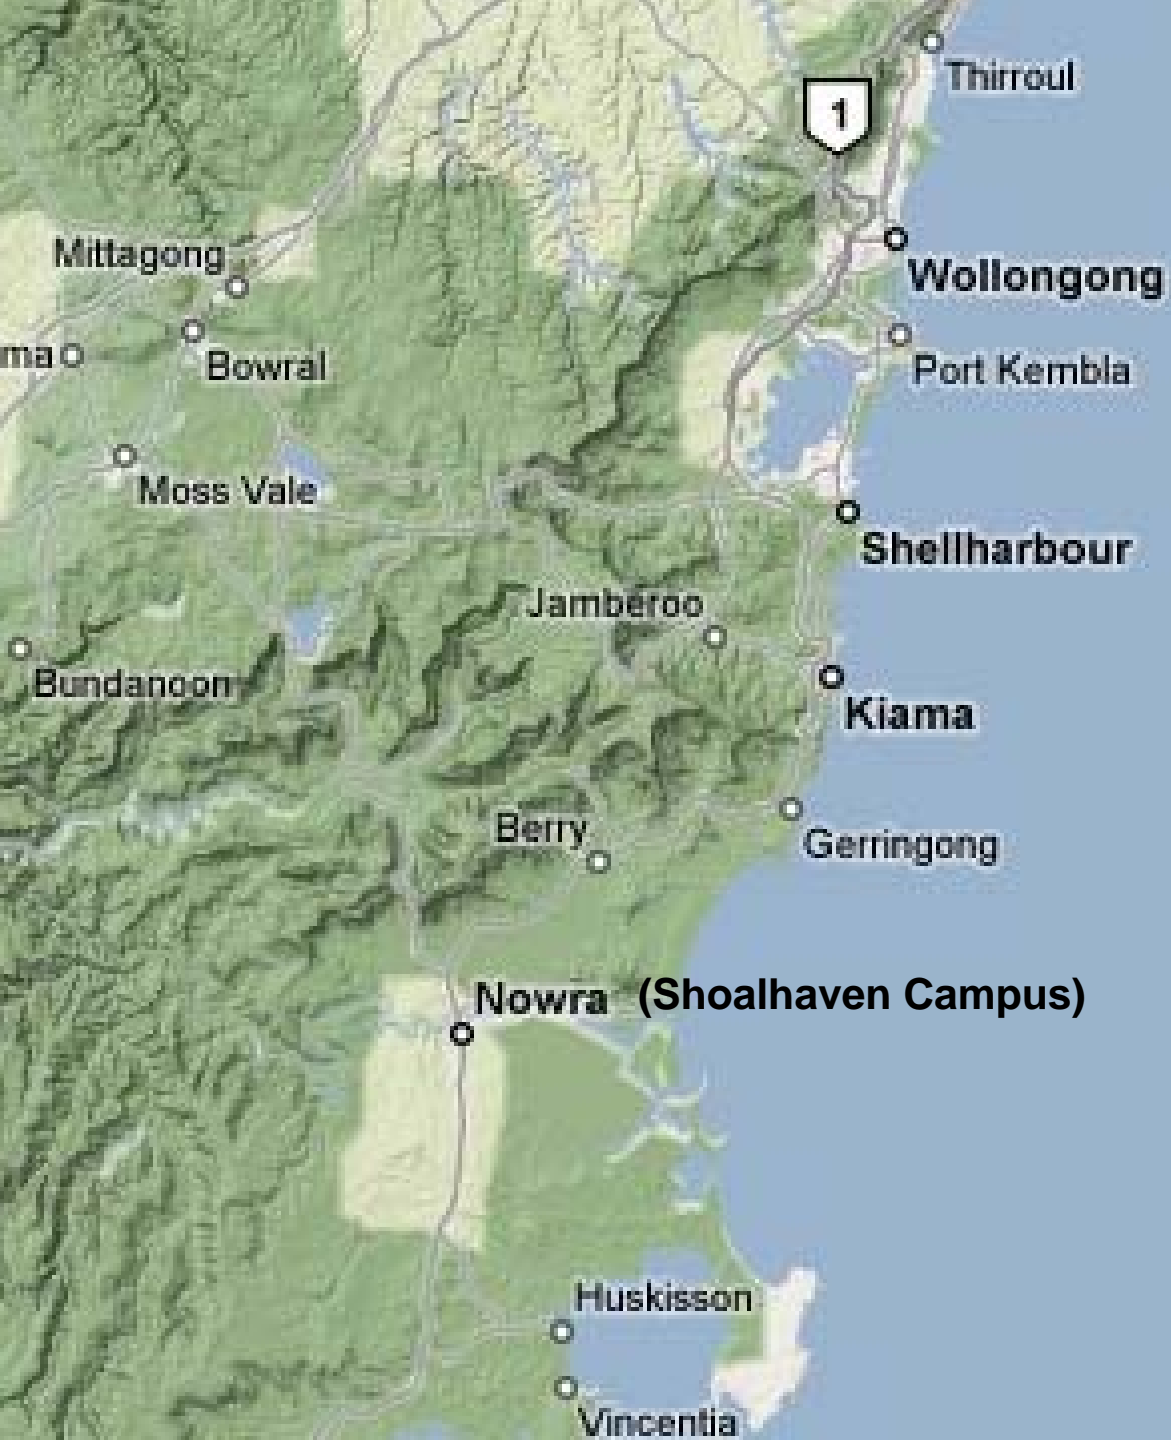 Thirroul
1
Mittagong
Wollongong
ma
Bowral
Port Kembla
Moss Vale
Shellharbour
Jamberoo
Bundanoon
Kiama
Berry
Gerringong
Nowra (Shoalhaven Campus)
Huskisson
Vincentia